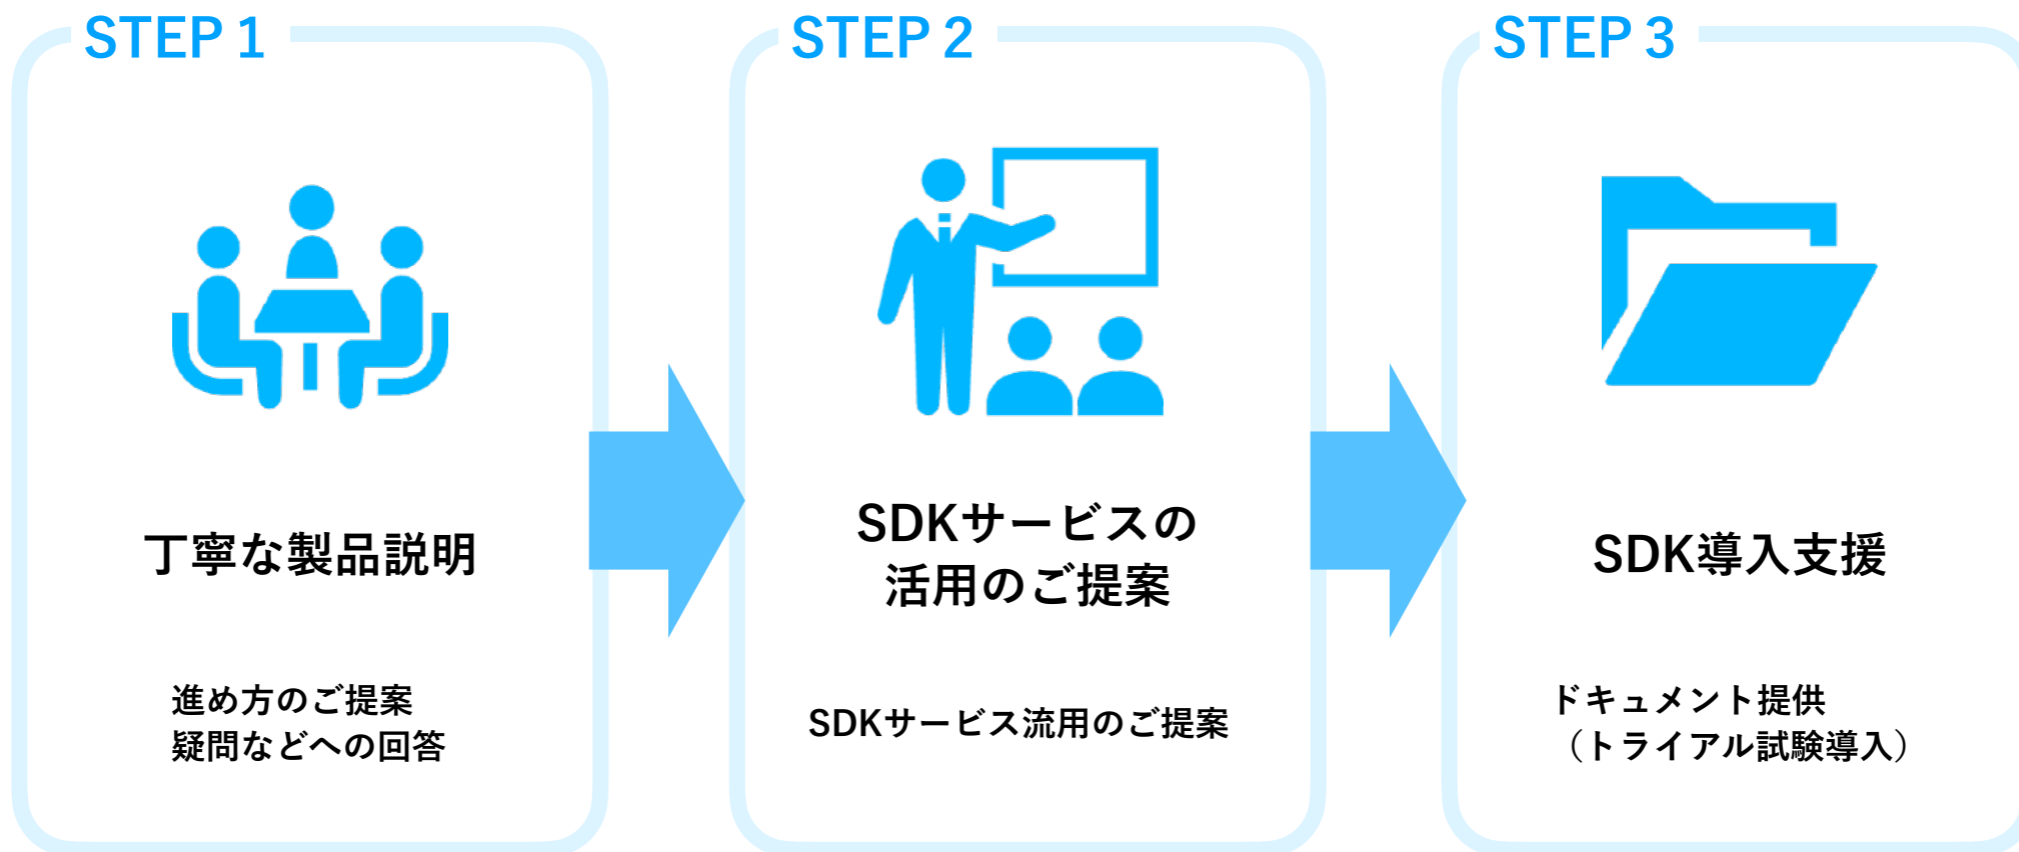 STEP 1
丁寧な製品説明
進め方のご提案
疑問などへの回答
STEP 2
SDKサービスの
活用のご提案
SDKサービス流用のご提案
STEP 3
SDK導入支援
ドキュメント提供
（トライアル試験導入）